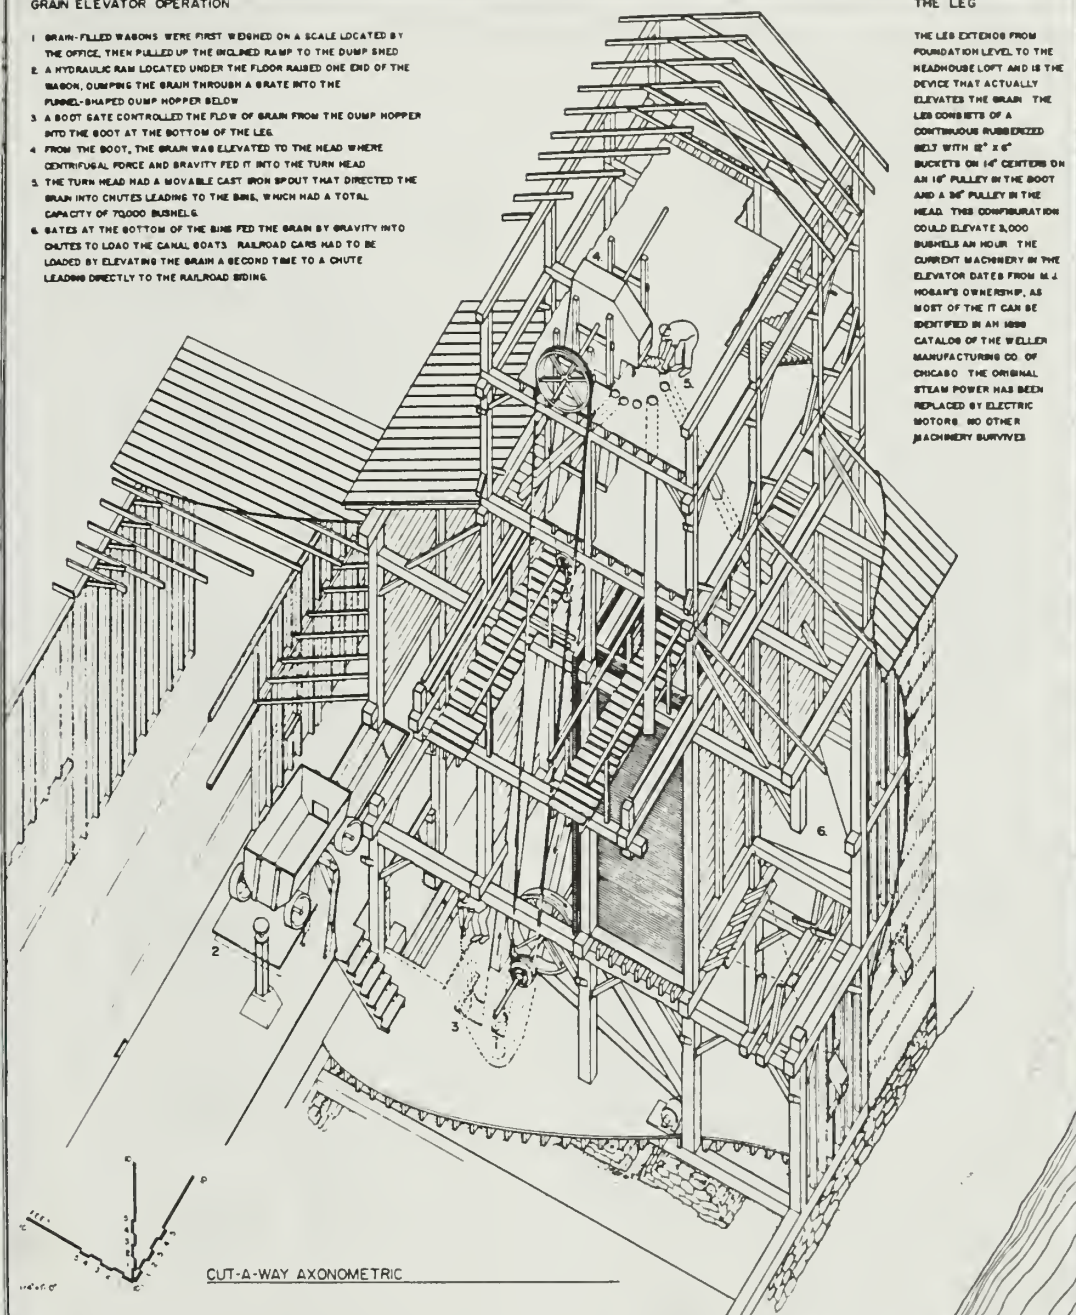 GRAIN ELEVATOR OPERATION
1 GRAIN-FILLED WAGONS WERE FIRST WEIGHED ON A SCALE LOCATED BY
THE OFFICE, THEN PULLED UP THE INCLINED RAMP TO THE DUMP SHED
2 A HYDRAULIC RAM LOCATED UNDER THE FLOOR RAISED ONE END OF THE
WAGON, DUMPING THE GRAIN THROUGH A GRATE INTO THE
FUNNEL-SHAPED DUMP HOPPER BELOW
3 A BOOT GATE CONTROLLED THE FLOW OF GRAIN FROM THE DUMP HOPPER
INTO THE BOOT AT THE BOTTOM OF THE LEG
4 FROM THE BOOT, THE GRAIN WAS ELEVATED TO THE HEAD WHERE
CENTRIFUGAL FORCE AND GRAVITY FED IT INTO THE TURN HEAD
5. THE TURN HEAD HAD A MOVABLE CAST IRON SPOUT THAT DIRECTED THE
GRAIN INTO CHUTES LEADING TO THE BINS, WHICH HAD A TOTAL
CAPACITY OF 70,000 BUSHELS.
6. GATES AT THE BOTTOM OF THE BINS FED THE GRAIN BY GRAVITY INTO
CHUTES TO LOAD THE CANAL BOATS RAILROAD CARS HAD TO BE
LOADED BY ELEVATING THE GRAIN A SECOND TIME TO A CHUTE
LEADING DIRECTLY TO THE RAILROAD SIDING.
THE LEG
THE LEG EXTENDS FROM
FOUNDATION LEVEL TO THE
HEADHOUSE LOFT AND IS THE
DEVICE THAT ACTUALLY
ELEVATES THE GRAIN THE
LEG CONSISTS OF A
CONTINUOUS RUBBERIZED
BELT WITH 12" X 6"
BUCKETS ON 14" CENTERS ON
AN 18" PULLEY IN THE BOOT
AND A 36" PULLEY IN THE
HEAD. THIS CONFIGURATION
COULD ELEVATE 3,000
BUSHELS AN HOUR THE
CURRENT MACHINERY IN THE
ELEVATOR DATES FROM M.J.
HOGAN'S OWNERSHIP, AS
MOST OF THE IT CAN BE
IDENTIFIED IN AN 1898
CATALOG OF THE WELLER
MANUFACTURING CO. OF
CHICAGO THE ORIGINAL
STEAM POWER HAS BEEN
REPLACED BY ELECTRIC
MOTORS. NO OTHER
MACHINERY SURVIVES
4.
5.
6.
2
3
FEET
5
4
3
2
1
CUT-A-WAY AXONOMETRIC